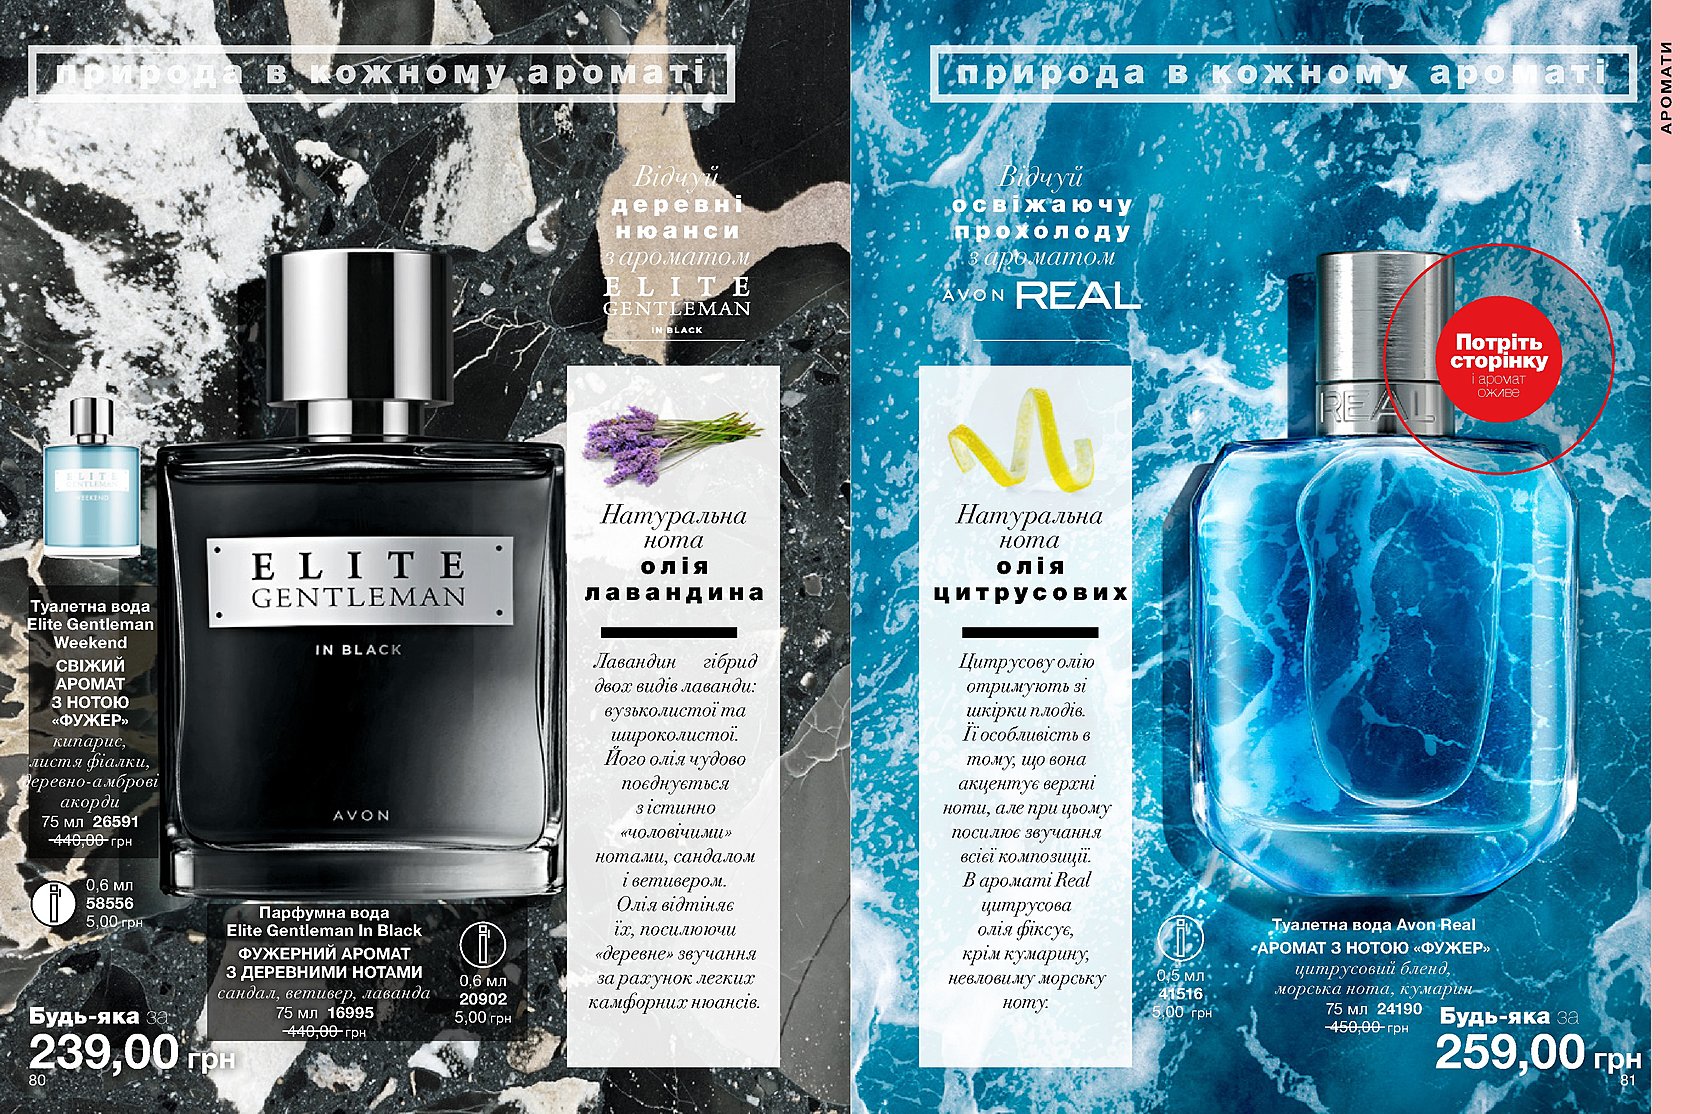 природа в кожному ароматі
Відчуй
деревні
нюанси
з ароматом
ELITE
GENTLEMAN
IN BLACK
ELITE
GENTLEMAN
WEEKEND
Туалетна вода
Elite Gentleman
Weekend
СВІЖИЙ
АРОМАТ
З НОТОЮ
«ФУЖЕР»
кипарис,
листя фіалки,
деревно-амброві
акорди
75 мл 26591
440,00 грн
0,6 мл
58556
5,00 грн
ELITE
GENTLEMAN
IN BLACK
AVON
Парфумна вода
Elite Gentleman In Black
ФУЖЕРНИЙ АРОМАТ
З ДЕРЕВНИМИ НОТАМИ
сандал, ветивер, лаванда
75 мл 16995
440,00 грн
0,6 мл
20902
5,00 грн
Будь-яка за
239,00 грн
80
Натуральна
нота
олія
лавандина
Лавандин гібрид
двох видів лаванди:
вузьколистої та
широколистої.
Його олія чудово
поєднується
з істинно
«чоловічими»
нотами, сандалом
і ветивером.
Олія відтіняє
їх, посилюючи
«деревне» звучання
за рахунок легких
камфорних нюансів.
природа в кожному ароматі
АРОМАТИ
Відчуй
освіжаючу
прохолоду
з ароматом
AVON REAL
Натуральна
нота
олія
цитрусових
Цитрусову олію
отримують зі
шкірки плодів.
Її особливість в
тому, що вона
акцентує верхні
ноти, але при цьому
посилює звучання
всієї композиції.
В ароматі Real
цитрусова
олія фіксує,
крім кумарину,
невловиму морську
ноту.
REAL
Потріть
сторінку
і аромат
оживе
0,5 мл
41516
5,00 грн
Туалетна вода Avon Real
АРОМАТ З НОТОЮ «ФУЖЕР»
цитрусовий бленд,
морська нота, кумарин
75 мл 24190
450,00 грн
Будь-яка за
259,00 грн
81